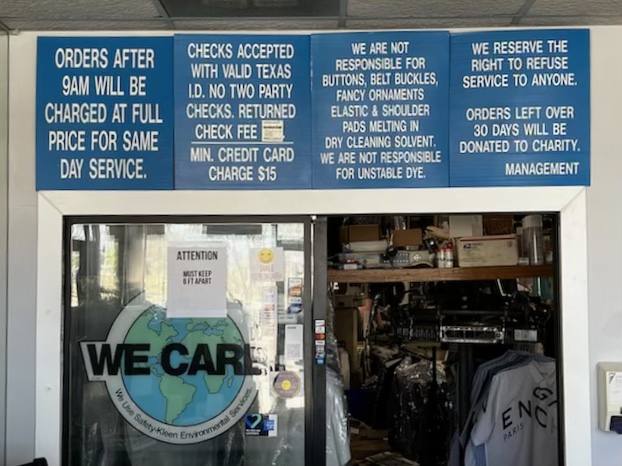 ORDERS AFTER
9AM WILL BE
CHARGED AT FULL
PRICE FOR SAME
DAY SERVICE.
CHECKS ACCEPTED
WITH VALID TEXAS
I.D. NO TWO PARTY
CHECKS. RETURNED
CHECK FEE
MIN. CREDIT CARD
CHARGE $15
WE ARE NOT
RESPONSIBLE FOR
BUTTONS, BELT BUCKLES,
FANCY ORNAMENTS
ELASTIC & SHOULDER
PADS MELTING IN
DRY CLEANING SOLVENT.
WE ARE NOT RESPONSIBLE
FOR UNSTABLE DYE.
WE RESERVE THE
RIGHT TO REFUSE
SERVICE TO ANYONE.
ORDERS LEFT OVER
30 DAYS WILL BE
DONATED TO CHARITY.
MANAGEMENT
ATTENTION
MUST KEEP
6 FT APART
WE CARE
We Use Safety-Kleen Environmental Services
PARIS